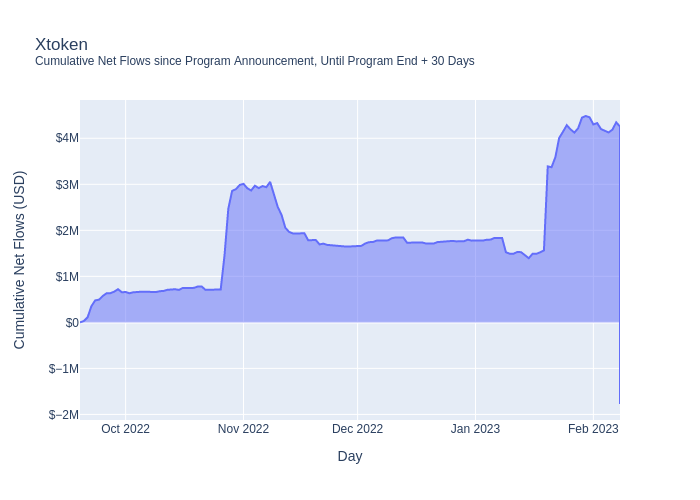 Xtoken
Cumulative Net Flows since Program Announcement, Until Program End + 30 Days
$4M
$3M
$2M
$1M
$0
$−1M
$−2M
Cumulative Net Flows (USD)
Oct 2022
Nov 2022
Dec 2022
Jan 2023
Feb 2023
Day